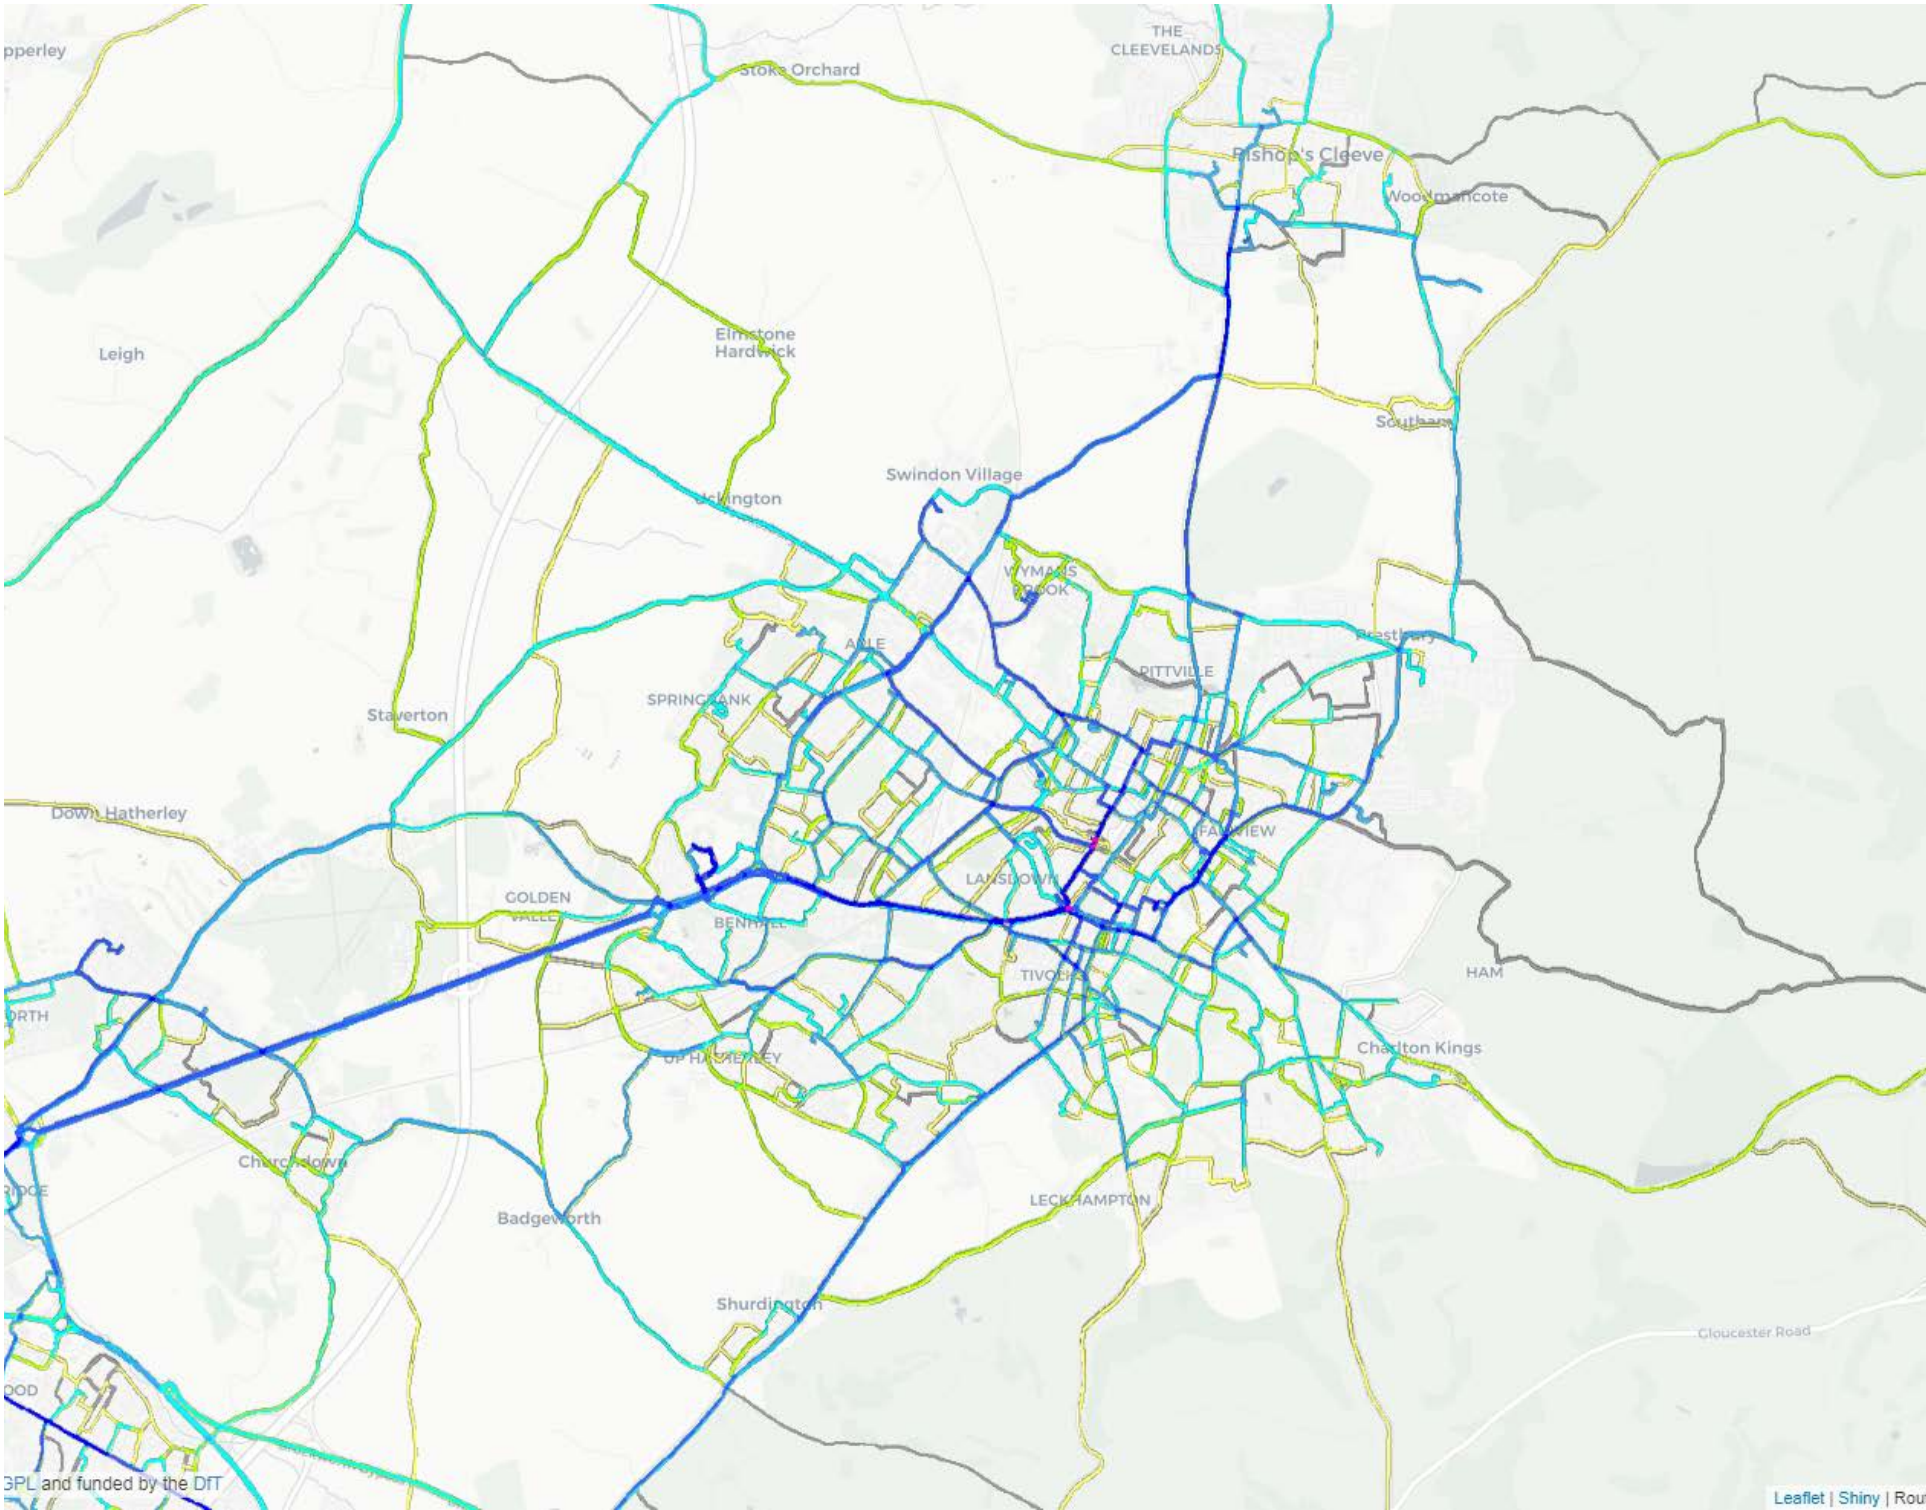 pperley
THE
CLEEVELANDS
Stoke Orchard
Bishop's Cleeve
Woodmancote
Elmstone
Hardwick
Leigh
Southam
Swindon Village
Uckington
WYMANS
BROOK
Prestbury
ARLE
PITTVILLE
SPRINGBANK
Staverton
Down Hatherley
FAIRVIEW
LANSDOWN
GOLDEN
VALLEY
BENHALL
HAM
TIVOLI
ORTH
UP HATHERLEY
Charlton Kings
Churchdown
RIDGE
LECKHAMPTON
Badgeworth
Shurdington
Gloucester Road
OOD
GPL and funded by the DfT
Leaflet | Shiny | Rou